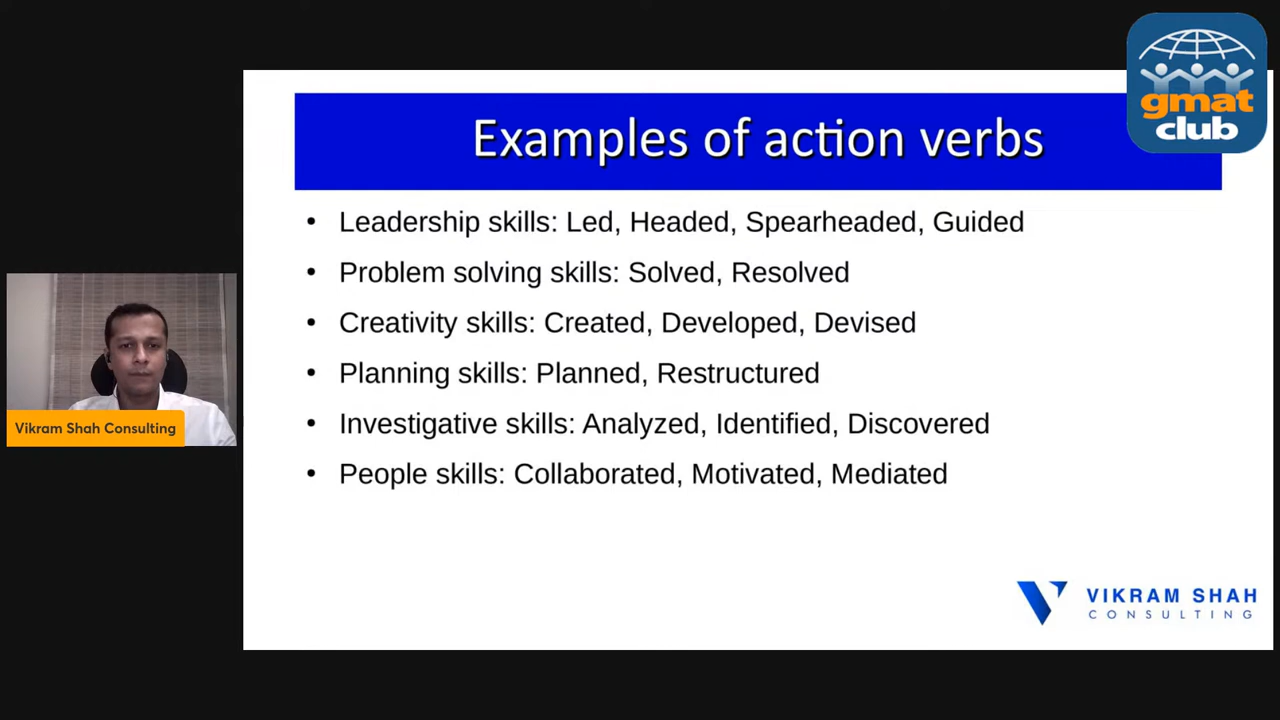 gmat
club
Examples of action verbs
• Leadership skills: Led, Headed, Spearheaded, Guided
• Problem solving skills: Solved, Resolved
• Creativity skills: Created, Developed, Devised
• Planning skills: Planned, Restructured
• Investigative skills: Analyzed, Identified, Discovered
• People skills: Collaborated, Motivated, Mediated
Vikram Shah Consulting
VIKRAM SHAH
CONSULTING